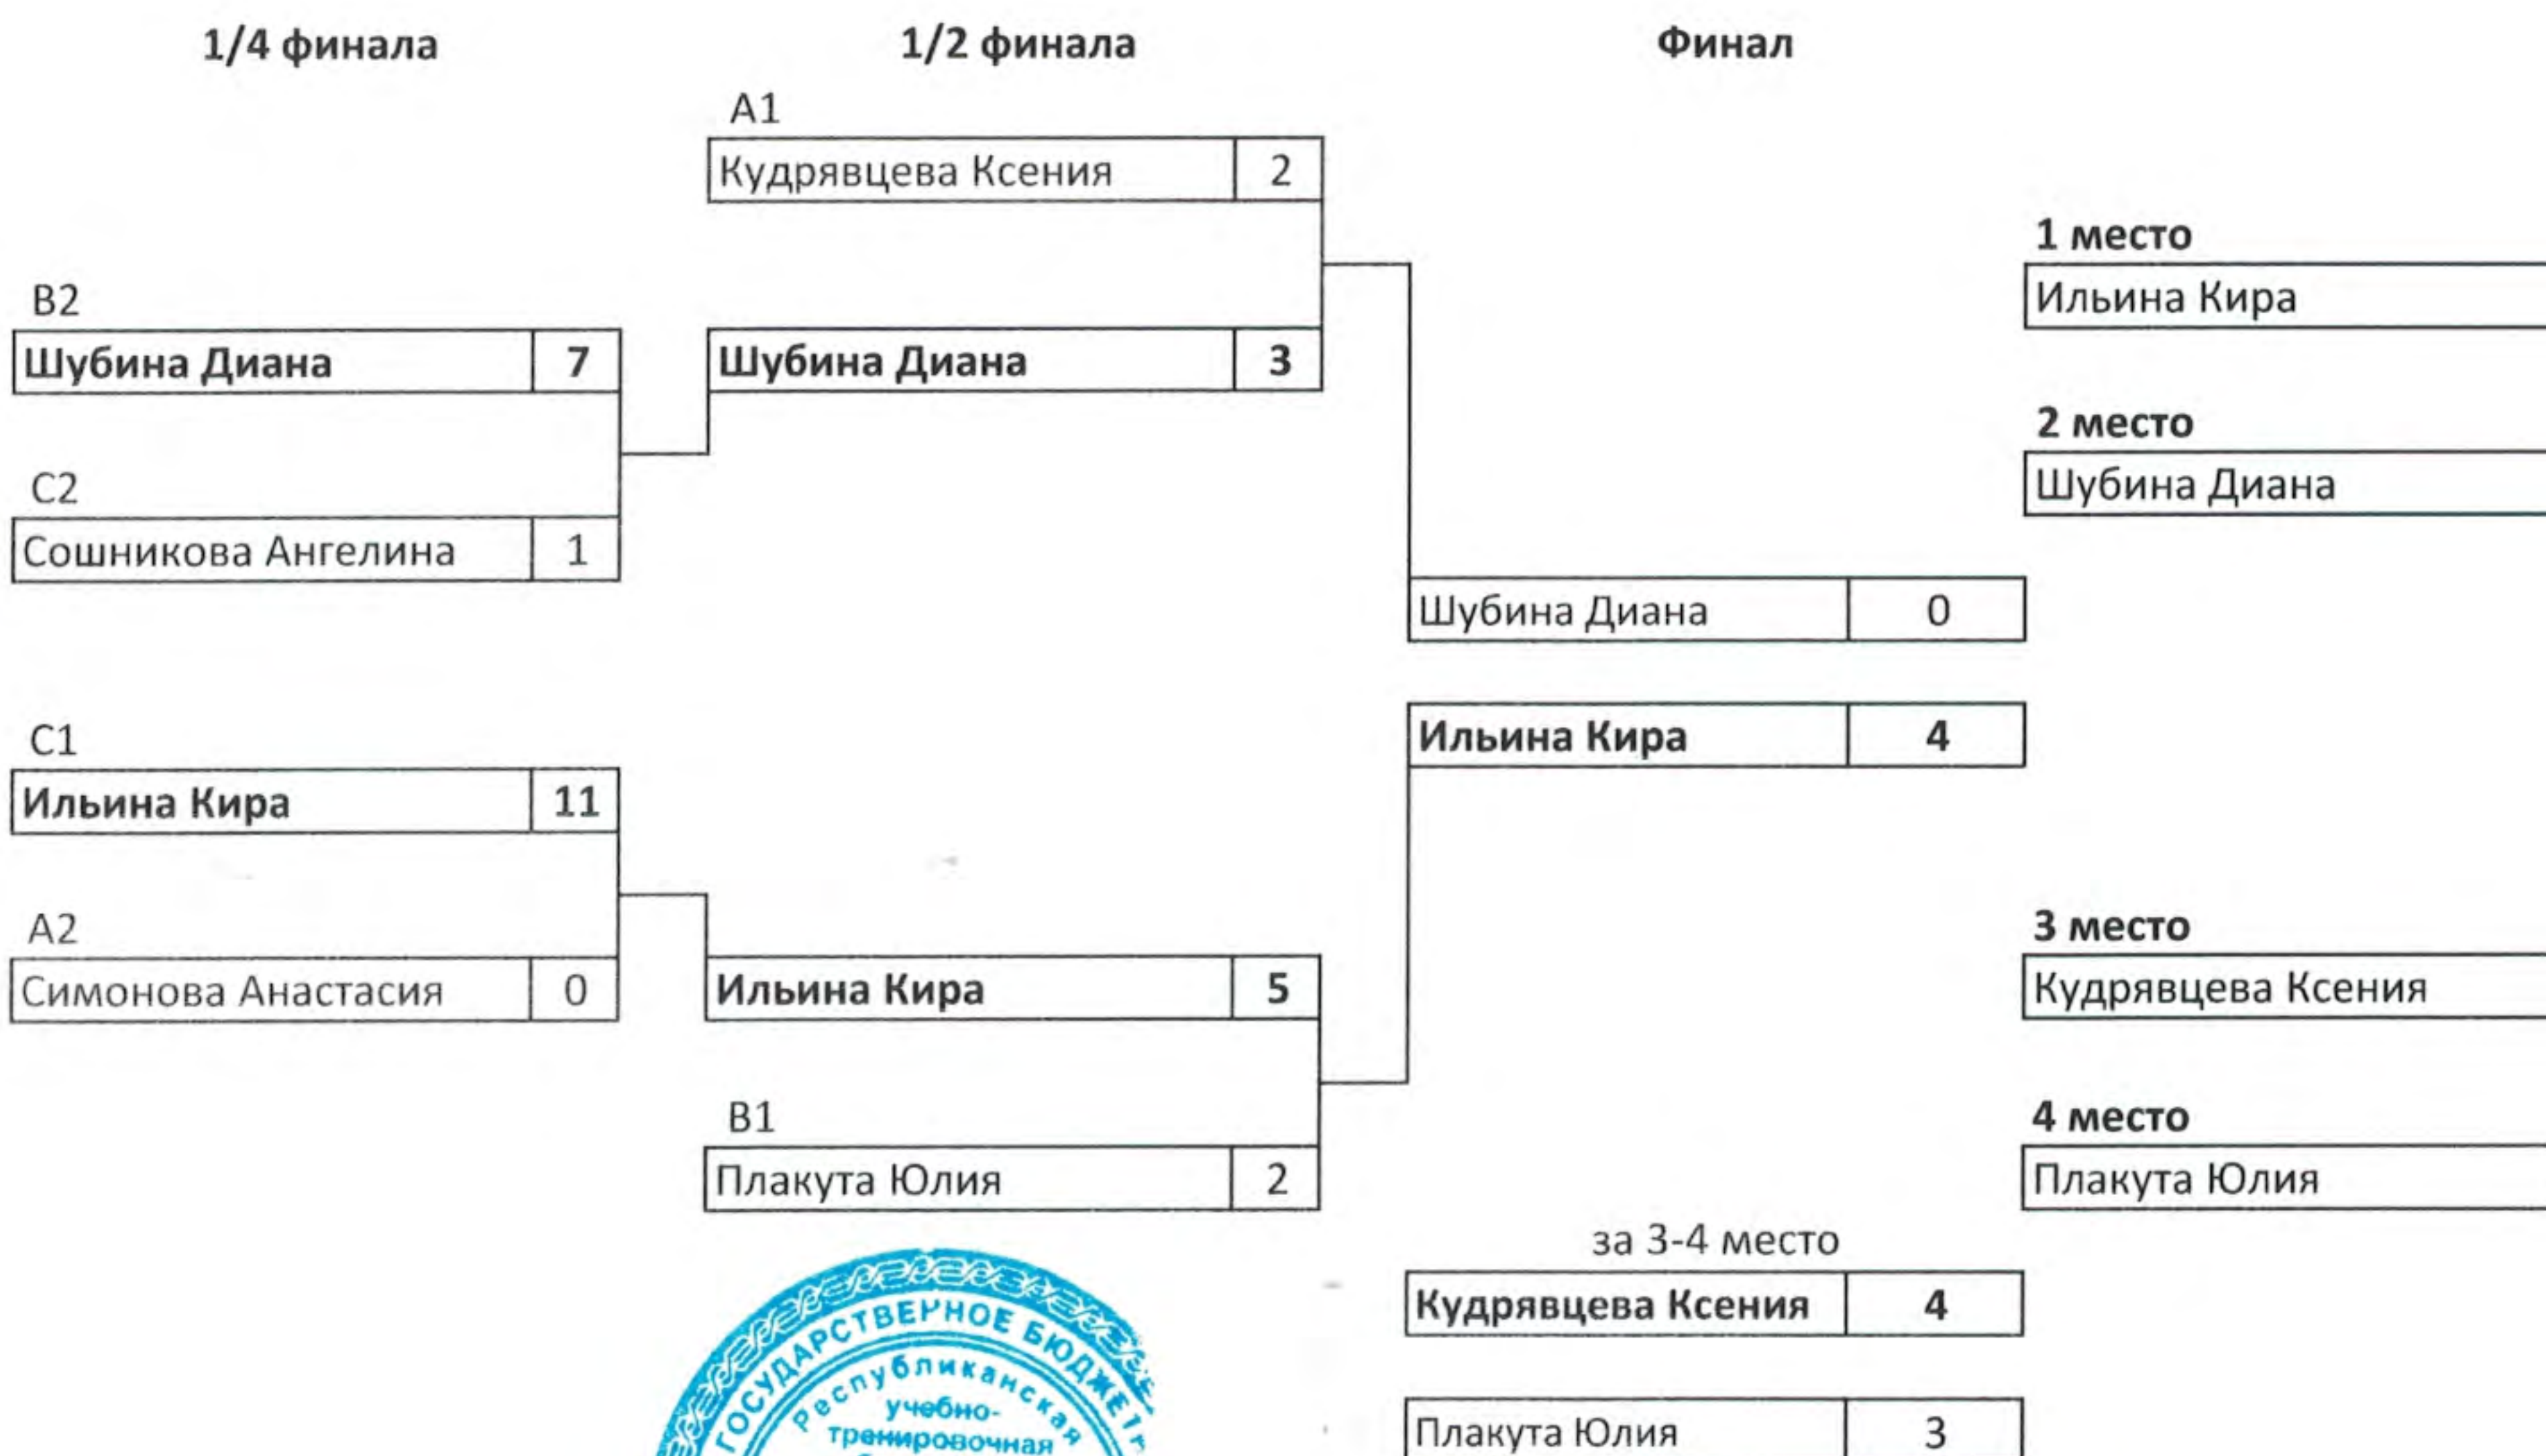 1/4 финала 1/2 финала Финал
A1
Кудрявцева Ксения 2
1 место
Ильина Кира
B2
Шубина Диана 7
Шубина Диана 3
2 место
Шубина Диана
C2
Сошникова Ангелина 1
Шубина Диана 0
C1
Ильина Кира 4
Ильина Кира 11
A2
3 место
Симонова Анастасия 0
Ильина Кира 5
Кудрявцева Ксения
B1
4 место
Плакута Юлия 2
Плакута Юлия
за 3-4 место
Кудрявцева Ксения 4
Плакута Юлия 3
ГОСУДАРСТВЕННОЕ
Республиканская
учебно-
тренировочная